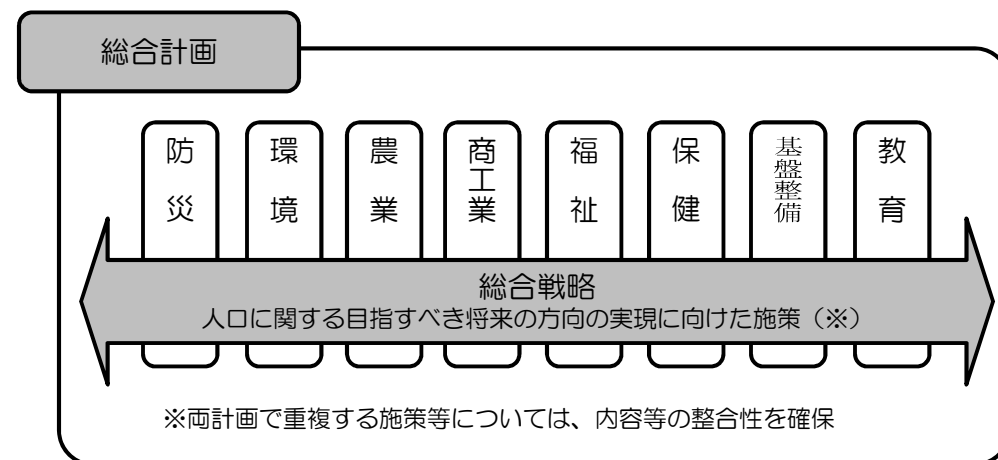 総合計画
防災
環境
農業
商工業
福祉
保健
基盤整備
教育
総合戦略
人口に関する目指すべき将来の方向の実現に向けた施策（※）
※両計画で重複する施策等については、内容等の整合性を確保